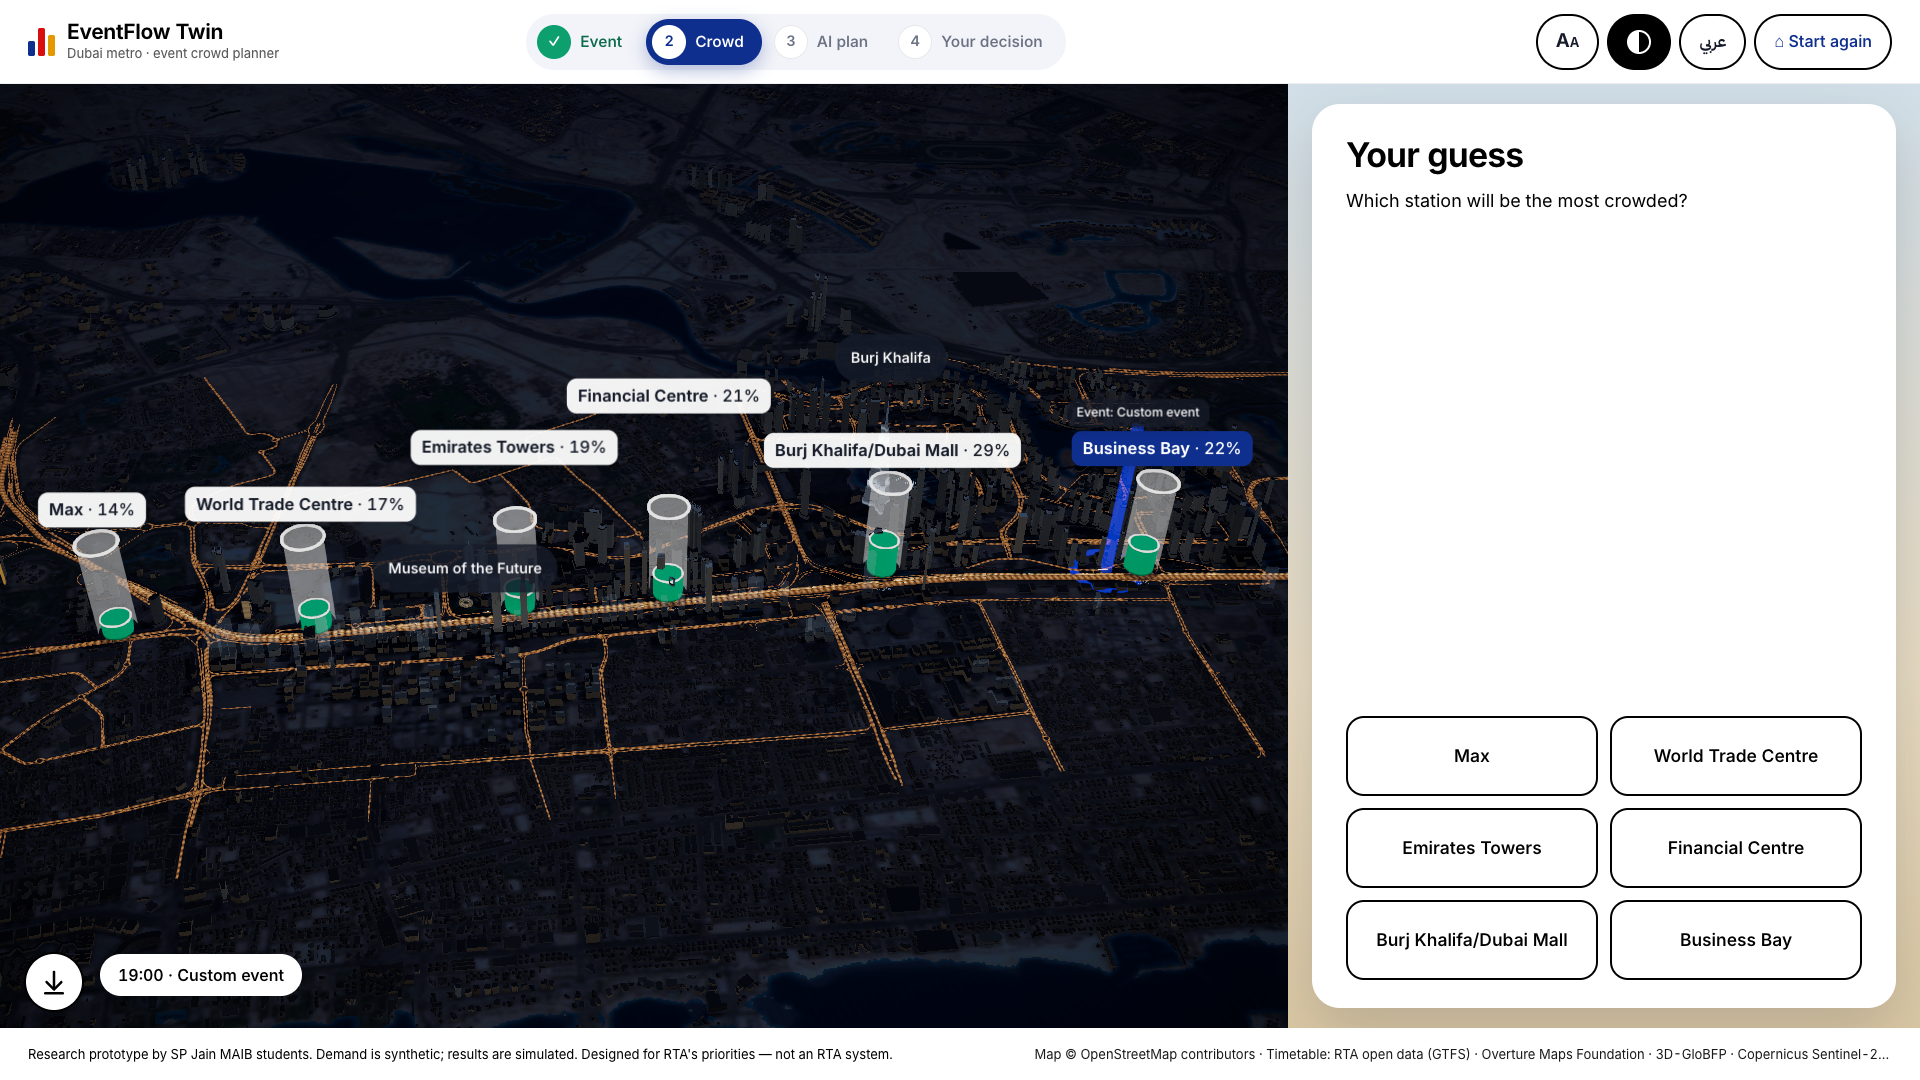 EventFlow Twin
Dubai metro · event crowd planner
Event
2 Crowd
3 AI plan
4 Your decision
AA
عربي
⌂ Start again
Burj Khalifa
Financial Centre · 21%
Event: Custom event
Emirates Towers · 19%
Burj Khalifa/Dubai Mall · 29%
Business Bay · 22%
Max · 14%
World Trade Centre · 17%
Museum of the Future
19:00 · Custom event
Your guess
Which station will be the most crowded?
Max
World Trade Centre
Emirates Towers
Financial Centre
Burj Khalifa/Dubai Mall
Business Bay
Research prototype by SP Jain MAIB students. Demand is synthetic; results are simulated. Designed for RTA's priorities — not an RTA system.
Map © OpenStreetMap contributors · Timetable: RTA open data (GTFS) · Overture Maps Foundation · 3D-GloBFP · Copernicus Sentinel-2...